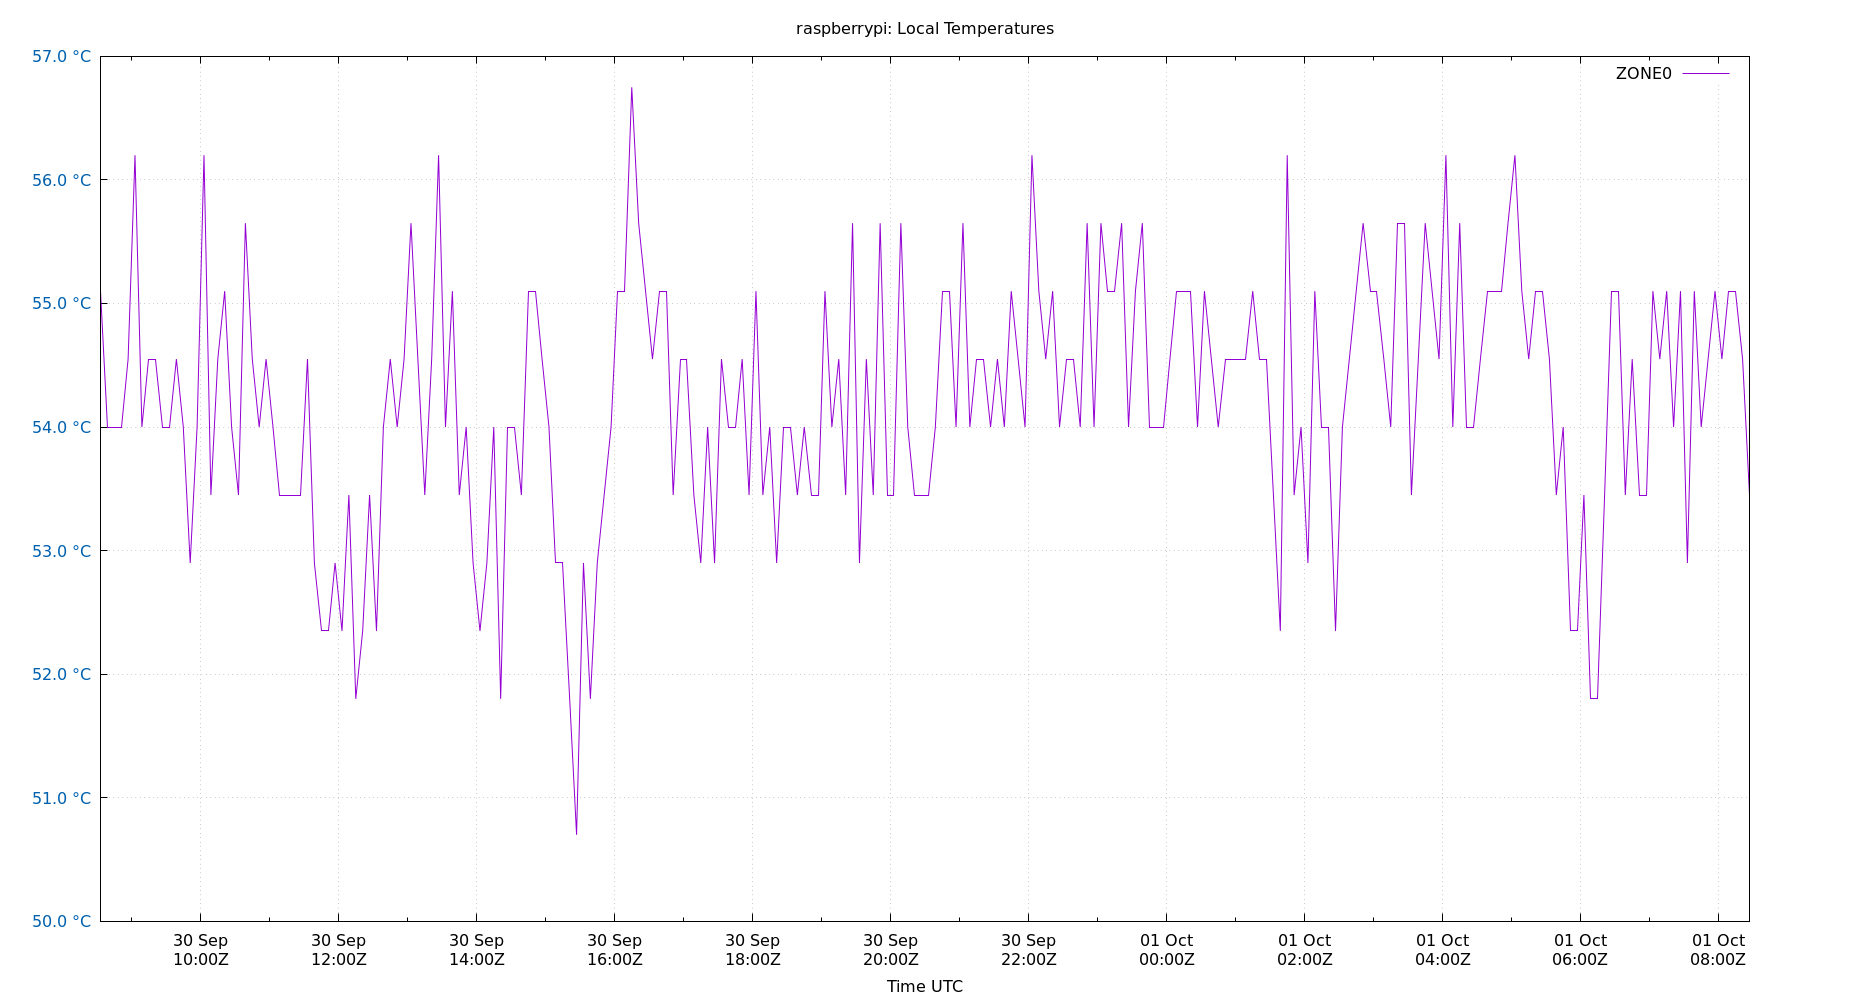 raspberrypi: Local Temperatures
57.0 °C
ZONE0
56.0 °C
55.0 °C
54.0 °C
53.0 °C
52.0 °C
51.0 °C
50.0 °C
30 Sep 30 Sep 30 Sep 30 Sep 30 Sep 30 Sep 30 Sep 01 Oct 01 Oct 01 Oct 01 Oct 01 Oct
10:00Z 12:00Z 14:00Z 16:00Z 18:00Z 20:00Z 22:00Z 00:00Z 02:00Z 04:00Z 06:00Z 08:00Z
Time UTC